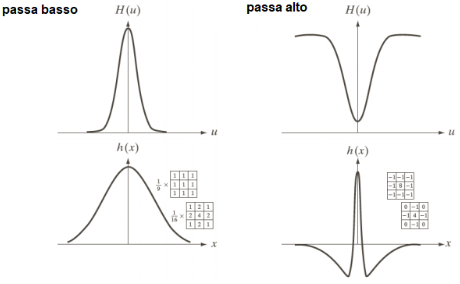 passa basso
H(u)
u
h(x)
1/9 ×
1 1 1
1 1 1
1 1 1
1/16 ×
1 2 1
2 4 2
1 2 1
x
passa alto
H(u)
u
h(x)
−1 −1 −1
−1 8 −1
−1 −1 −1
0 −1 0
−1 4 −1
0 −1 0
x